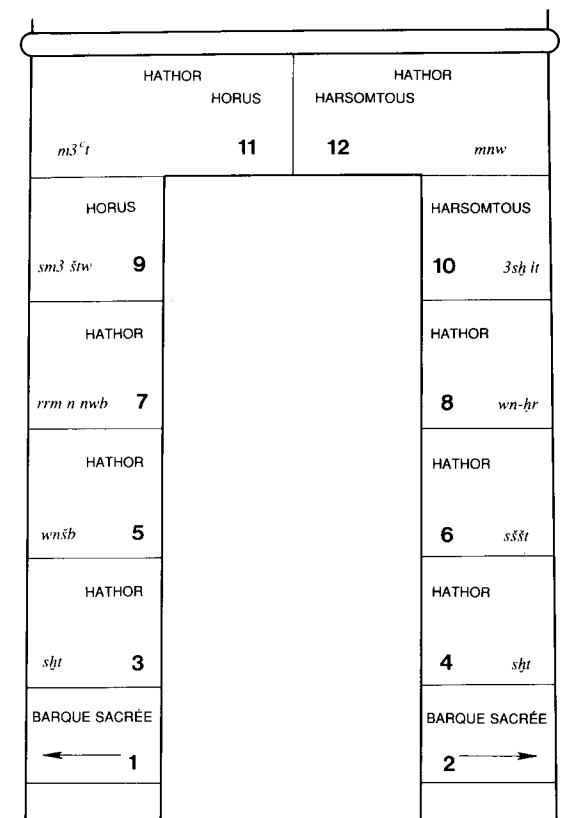 HATHOR HATHOR
HORUS HARSOMTOUS
m3ᶜt 11 12 mnw
HORUS HARSOMTOUS
sm3 štw 9 10 3sḫ it
HATHOR HATHOR
rrm n nwb 7 8 wn-ḥr
HATHOR HATHOR
wnšb 5 6 sššt
HATHOR HATHOR
sḫt 3 4 sḫt
BARQUE SACRÉE BARQUE SACRÉE
1 2